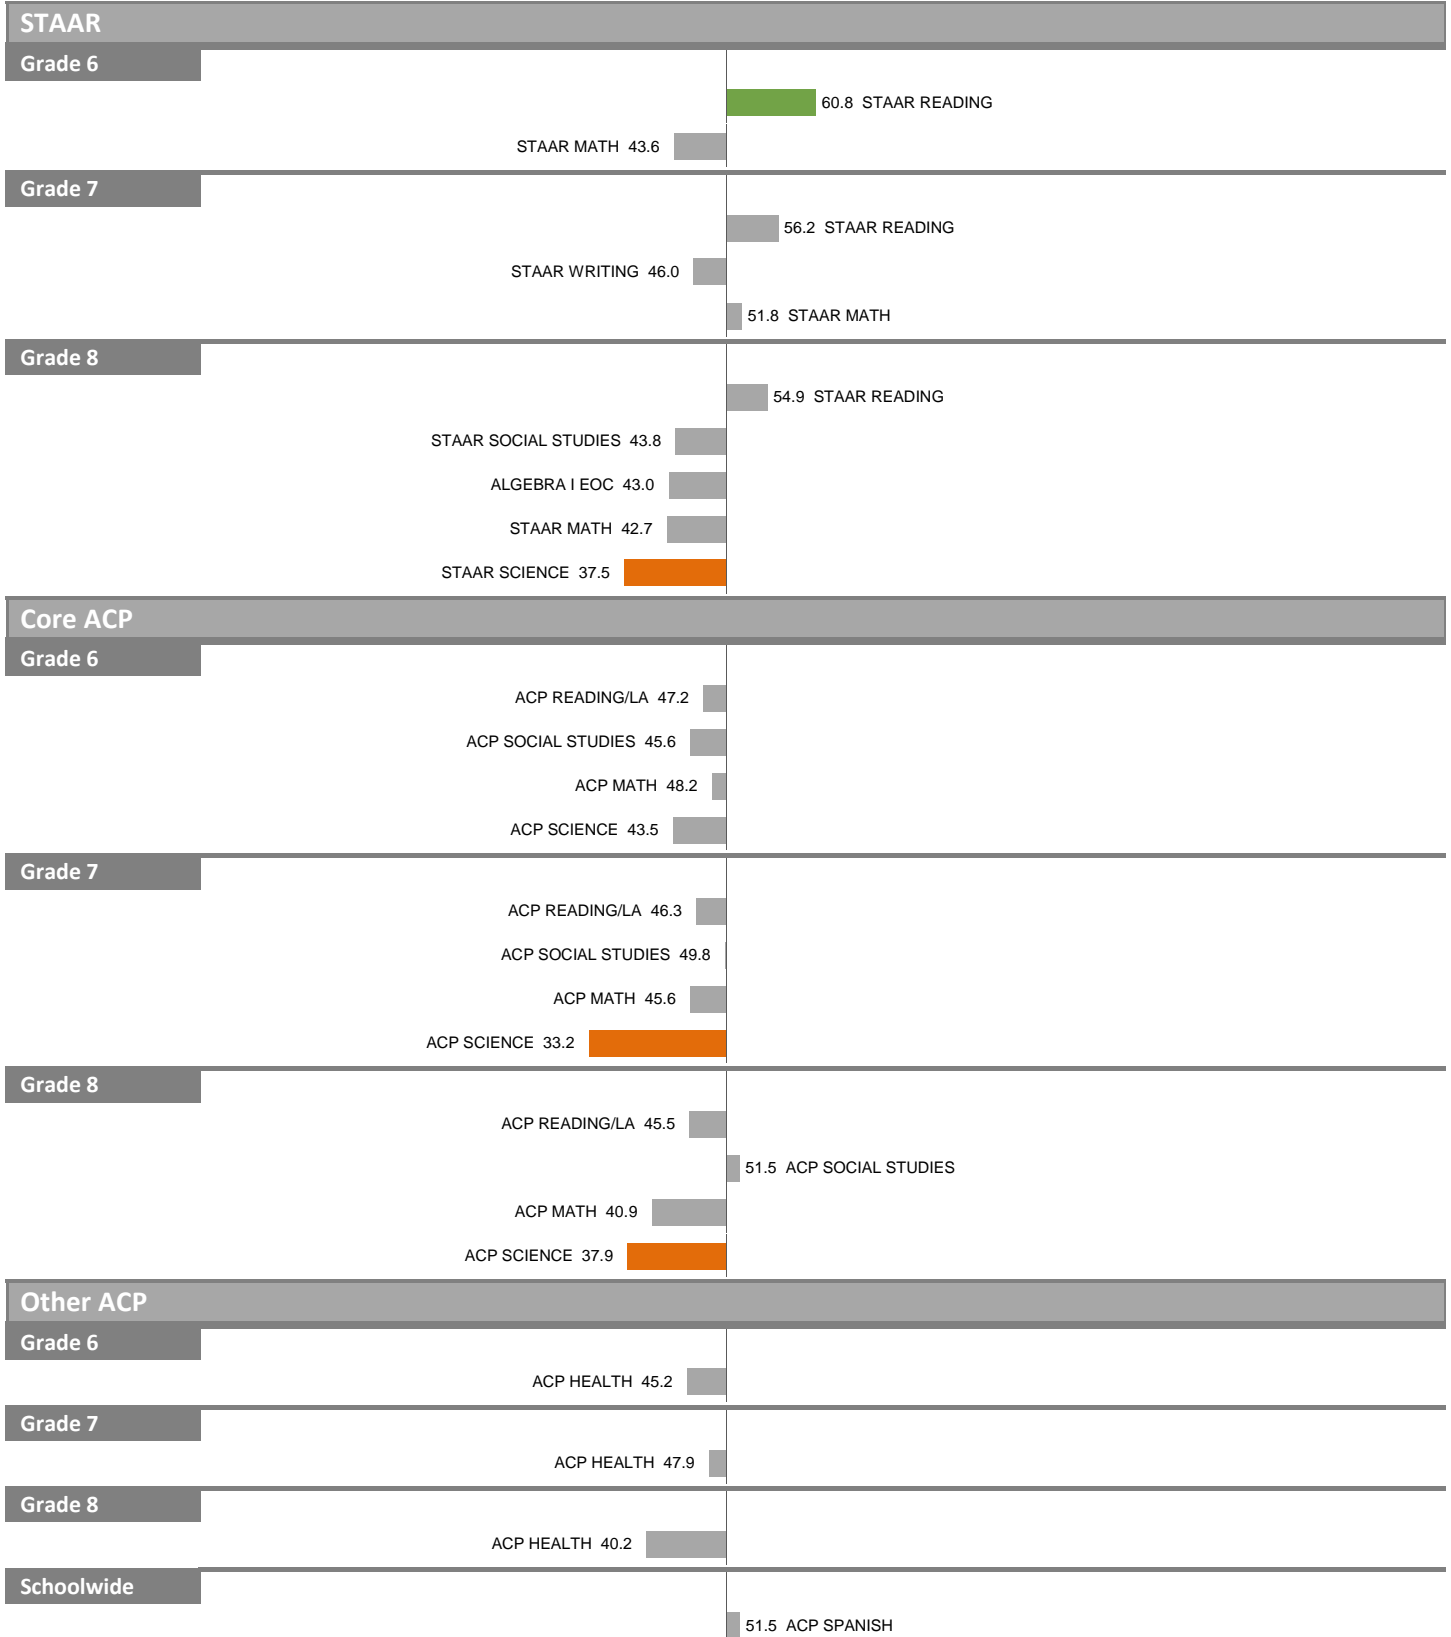 STAAR
Grade 6
60.8 STAAR READING
STAAR MATH 43.6
Grade 7
56.2 STAAR READING
STAAR WRITING 46.0
51.8 STAAR MATH
Grade 8
54.9 STAAR READING
STAAR SOCIAL STUDIES 43.8
ALGEBRA I EOC 43.0
STAAR MATH 42.7
STAAR SCIENCE 37.5
Core ACP
Grade 6
ACP READING/LA 47.2
ACP SOCIAL STUDIES 45.6
ACP MATH 48.2
ACP SCIENCE 43.5
Grade 7
ACP READING/LA 46.3
ACP SOCIAL STUDIES 49.8
ACP MATH 45.6
ACP SCIENCE 33.2
Grade 8
ACP READING/LA 45.5
51.5 ACP SOCIAL STUDIES
ACP MATH 40.9
ACP SCIENCE 37.9
Other ACP
Grade 6
ACP HEALTH 45.2
Grade 7
ACP HEALTH 47.9
Grade 8
ACP HEALTH 40.2
Schoolwide
51.5 ACP SPANISH